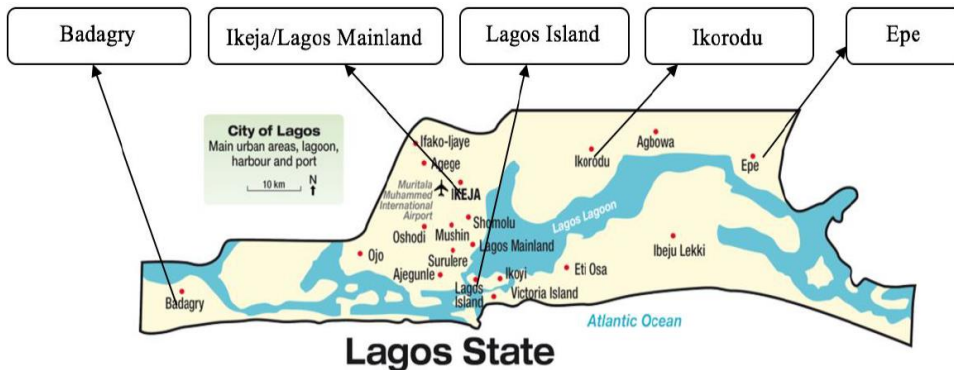 Badagry
Ikeja/Lagos Mainland
Lagos Island
Ikorodu
Epe
City of Lagos
Main urban areas, lagoon,
harbour and port
10 km
N
Ifako-Ijaye
Agege
Muritala
Muhammed
International
Airport
IKEJA
Shomolu
Oshodi
Mushin
Lagos Mainland
Surulere
Ojo
Ajegunle
Lagos
Island
Ikoyi
Victoria Island
Eti Osa
Ibeju Lekki
Ikorodu
Agbowa
Epe
Lagos Lagoon
Badagry
Atlantic Ocean
Lagos State